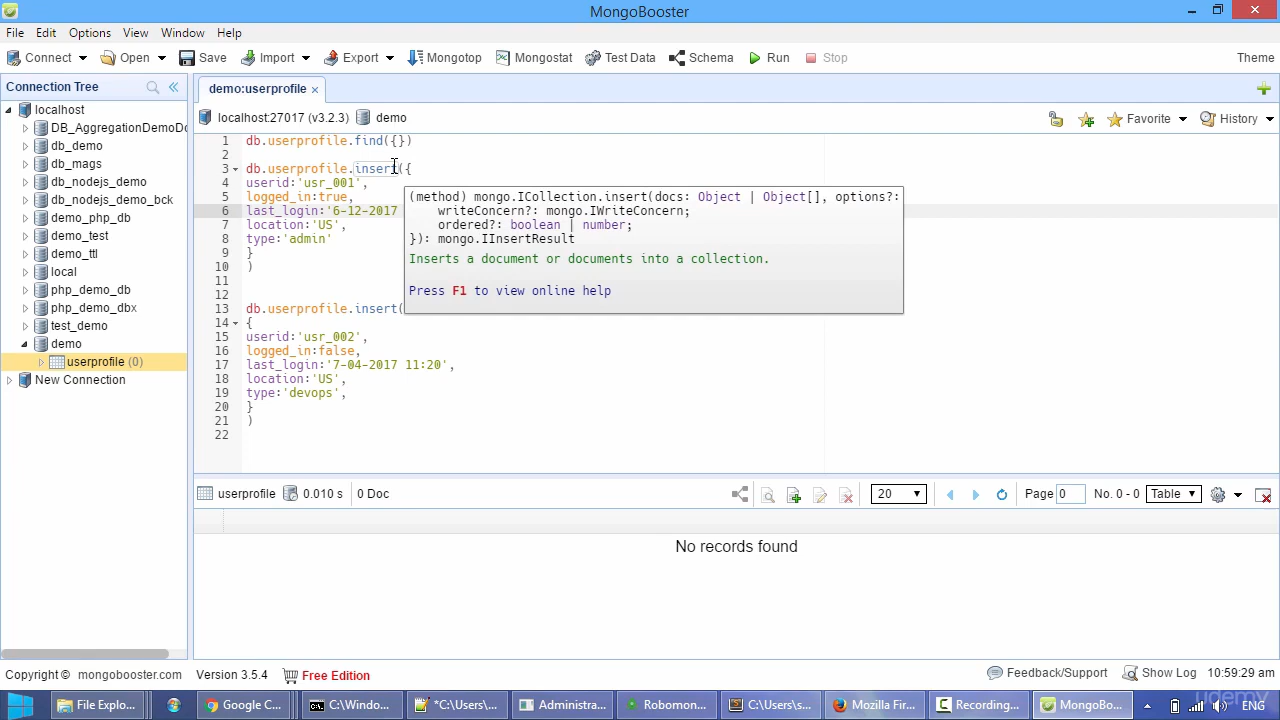 MongoBooster
File Edit Options View Window Help
Connect Open Save Import Export Mongotop Mongostat Test Data Schema Run Stop Theme
Connection Tree
demo:userprofile ×
localhost:27017 (v3.2.3) demo
Favorite History
localhost
DB_AggregationDemoDo
db_demo
db_mags
db_nodejs_demo
db_nodejs_demo_bck
demo_php_db
demo_test
demo_ttl
local
php_demo_db
php_demo_dbx
test_demo
demo
userprofile (0)
New Connection
1 db.userprofile.find({})
2
3 db.userprofile.insert({
4 userid:'usr_001',
5 logged_in:true,
6 last_login:'6-12-2017
7 location:'US',
8 type:'admin'
9 }
10 )
11
12
13 db.userprofile.insert(
14 {
15 userid:'usr_002',
16 logged_in:false,
17 last_login:'7-04-2017 11:20',
18 location:'US',
19 type:'devops',
20 }
21 )
22
(method) mongo.ICollection.insert(docs: Object | Object[], options?:
writeConcern?: mongo.IWriteConcern;
ordered?: boolean | number;
}): mongo.IInsertResult
Inserts a document or documents into a collection.
Press F1 to view online help
userprofile 0.010 s 0 Doc
20 Page 0 No. 0 - 0 Table
No records found
Copyright © mongobooster.com Version 3.5.4 Free Edition
Feedback/Support Show Log 10:59:29 am
File Explo... Google C... C:\Windo... *C:\Users\... Administra... Robomon... C:\Users\s... Mozilla Fir... Recording... MongoBo... ENG
udemy